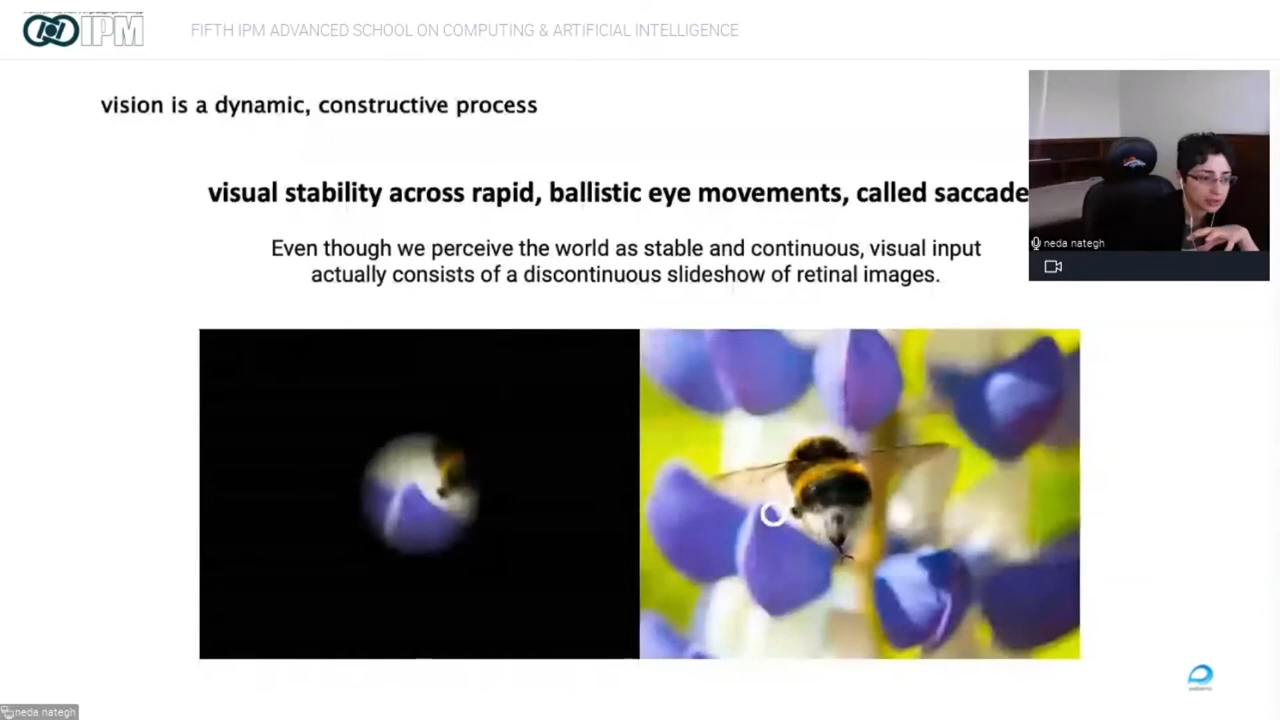 IPM
FIFTH IPM ADVANCED SCHOOL ON COMPUTING & ARTIFICIAL INTELLIGENCE
vision is a dynamic, constructive process
visual stability across rapid, ballistic eye movements, called saccade
Even though we perceive the world as stable and continuous, visual input
actually consists of a discontinuous slideshow of retinal images.
neda nategh
neda nategh